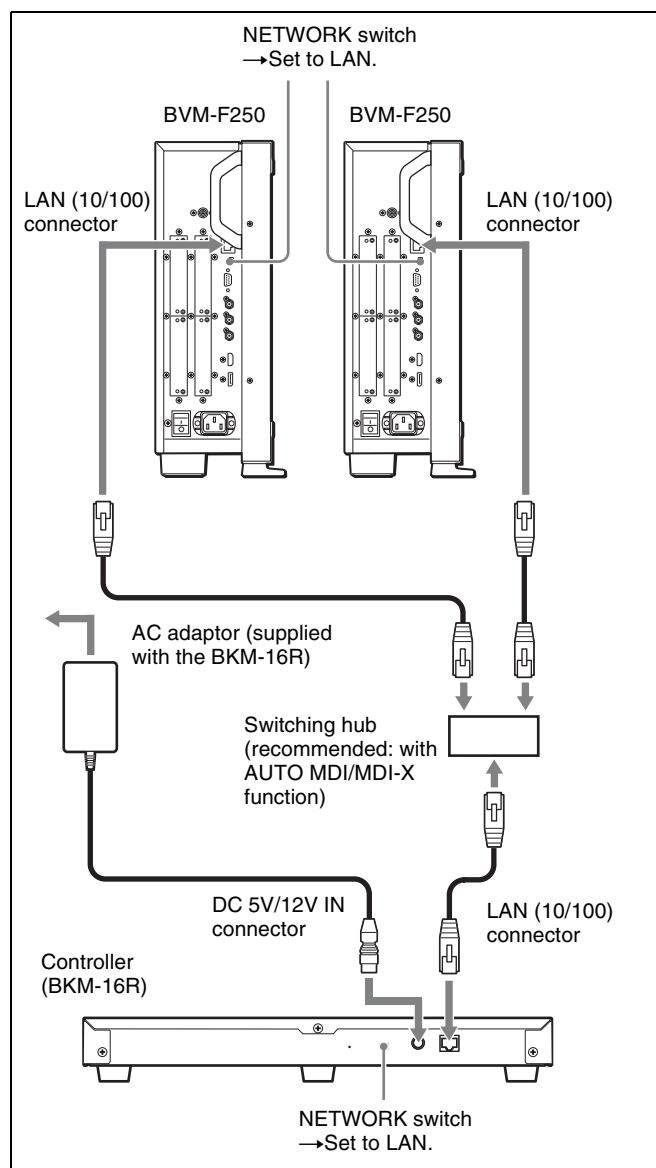 NETWORK switch
→Set to LAN.
BVM-F250
BVM-F250
LAN (10/100)
connector
LAN (10/100)
connector
AC adaptor (supplied
with the BKM-16R)
Switching hub
(recommended: with
AUTO MDI/MDI-X
function)
DC 5V/12V IN
connector
LAN (10/100)
connector
Controller
(BKM-16R)
NETWORK switch
→Set to LAN.